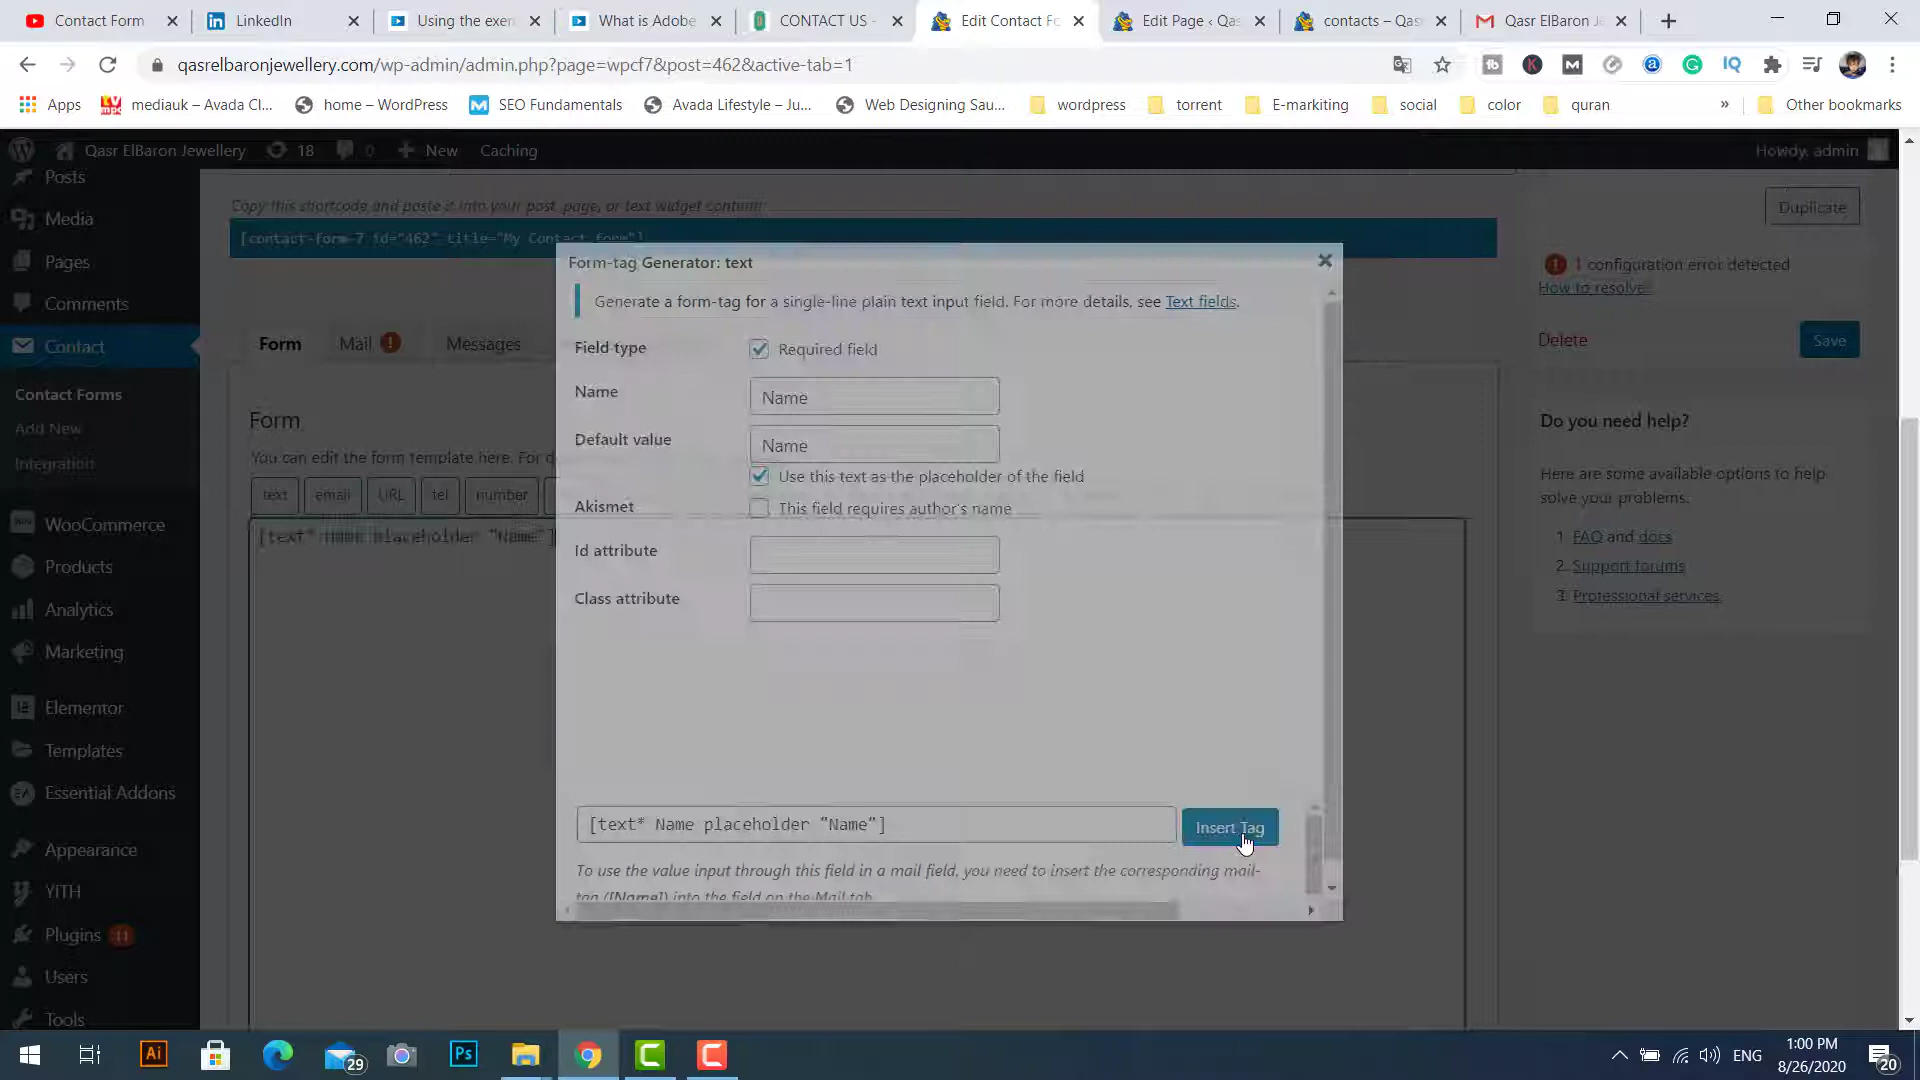 Contact Form
LinkedIn
Using the exer
What is Adobe
CONTACT US -
Edit Contact Fo
Edit Page ‹ Qas
contacts – Qas
Qasr ElBaron Je
qasrelbaronjewellery.com/wp-admin/admin.php?page=wpcf7&post=462&active-tab=1
Apps
mediauk – Avada Cl...
home – WordPress
SEO Fundamentals
Avada Lifestyle – Ju...
Web Designing Sau...
wordpress
torrent
E-markiting
social
color
quran
»
Other bookmarks
Qasr ElBaron Jewellery
18
0
New
Caching
Howdy, admin
Posts
Media
Pages
Comments
Contact
Contact Forms
Add New
Integration
WooCommerce
Products
Analytics
Marketing
Elementor
Templates
Essential Addons
Appearance
YITH
Plugins 11
Users
Tools
Copy this shortcode and paste it into your post, page, or text widget content:
[contact-form-7 id="462" title="My Contact form"]
Form
Mail
Messages
Form
You can edit the form template here. For d
text
email
URL
tel
number
[text* name placeholder "Name"]
Form-tag Generator: text
Generate a form-tag for a single-line plain text input field. For more details, see Text fields.
Field type
Required field
Name
Name
Default value
Name
Use this text as the placeholder of the field
Akismet
This field requires author's name
Id attribute
Class attribute
[text* Name placeholder "Name"]
Insert Tag
To use the value input through this field in a mail field, you need to insert the corresponding mail-
tag ([Name]) into the field on the Mail tab.
Duplicate
1 configuration error detected
How to resolve?
Delete
Save
Do you need help?
Here are some available options to help
solve your problems.
1. FAQ and docs
2. Support forums
3. Professional services
Ai
29
Ps
ENG
1:00 PM
8/26/2020
20